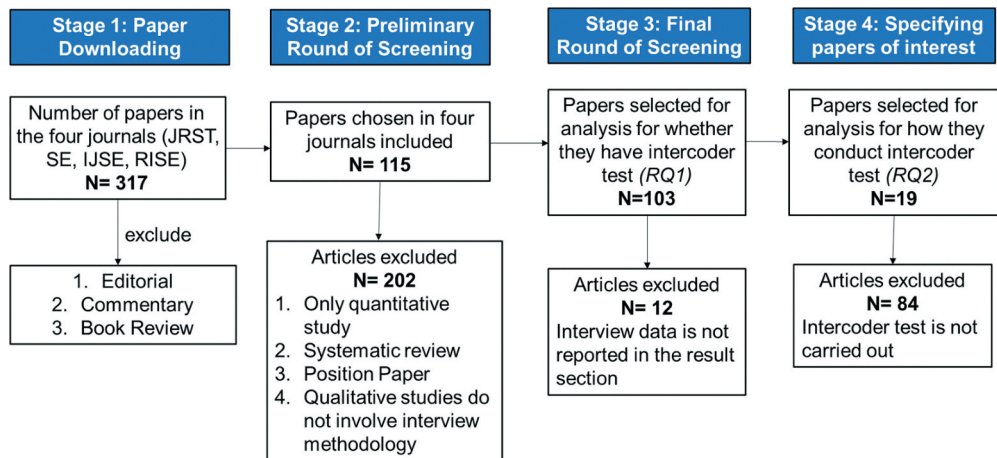 Stage 1: Paper
Downloading
Stage 2: Preliminary
Round of Screening
Stage 3: Final
Round of Screening
Stage 4: Specifying
papers of interest
Number of papers in
the four journals (JRST,
SE, IJSE, RISE)
N= 317
Papers chosen in four
journals included
N= 115
Papers selected for
analysis for whether
they have intercoder
test (RQ1)
N=103
Papers selected for
analysis for how they
conduct intercoder
test (RQ2)
N=19
exclude
1. Editorial
2. Commentary
3. Book Review
Articles excluded
N= 202
1. Only quantitative
study
2. Systematic review
3. Position Paper
4. Qualitative studies do
not involve interview
methodology
Articles excluded
N= 12
Interview data is not
reported in the result
section
Articles excluded
N= 84
Intercoder test is not
carried out